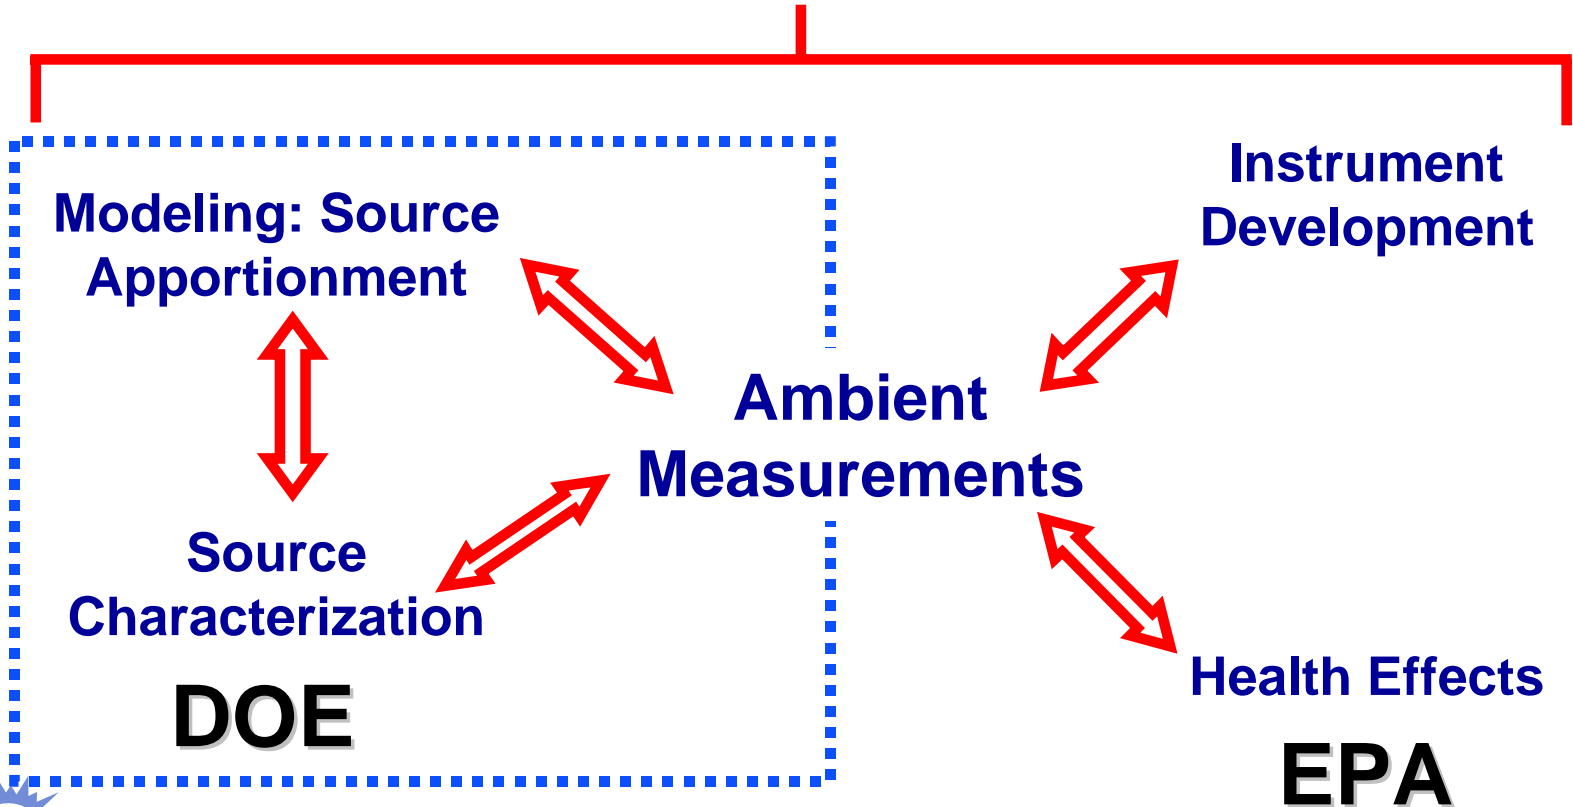 Modeling: Source
Apportionment
Instrument
Development
Ambient
Measurements
Source
Characterization
DOE
Health Effects
EPA